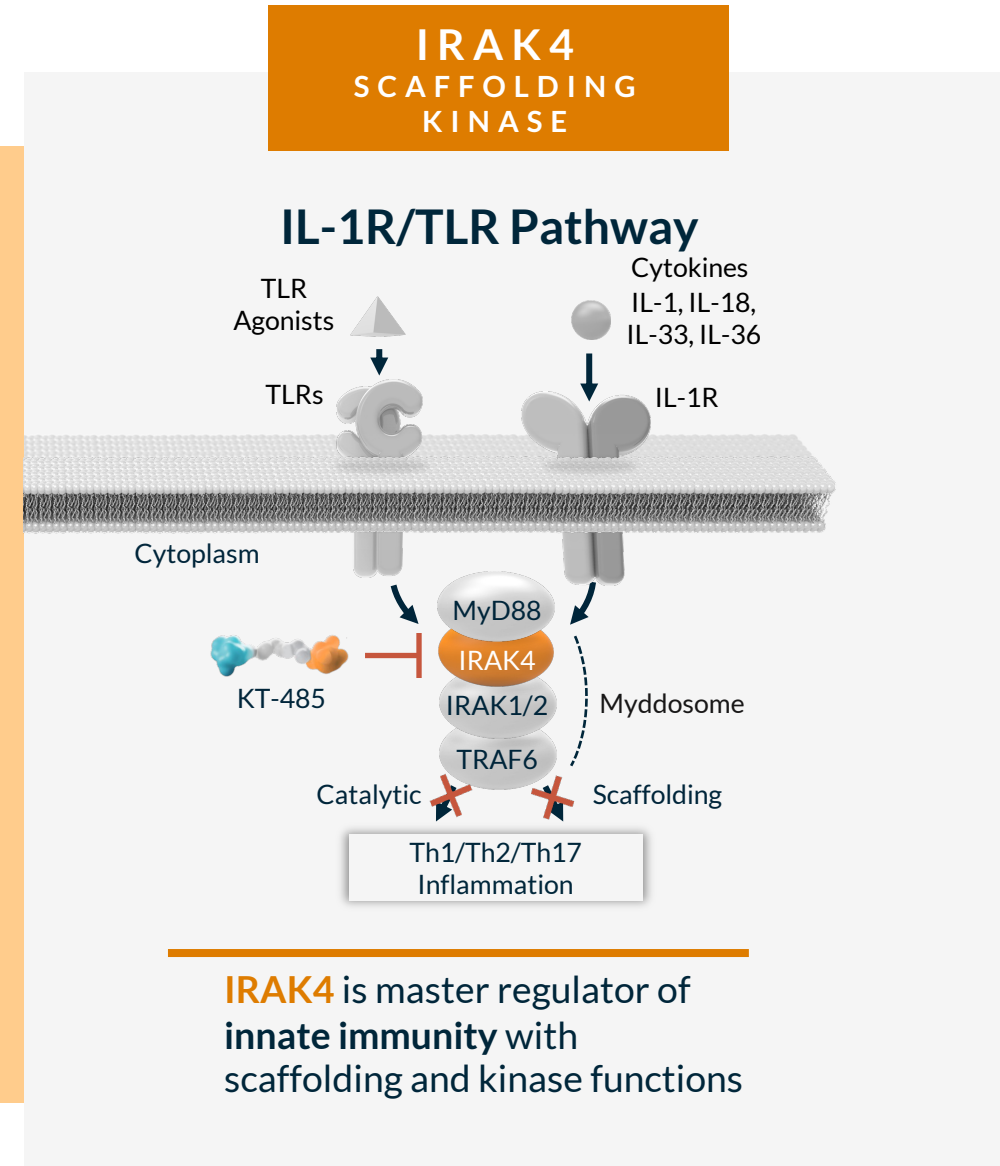 IRAK4
SCAFFOLDING
KINASE
IL-1R/TLR Pathway
TLR
Agonists
Cytokines
IL-1, IL-18,
IL-33, IL-36
TLRs
IL-1R
Cytoplasm
MyD88
IRAK4
KT-485
IRAK1/2
Myddosome
TRAF6
Catalytic
Scaffolding
Th1/Th2/Th17
Inflammation
IRAK4 is master regulator of
innate immunity with
scaffolding and kinase functions